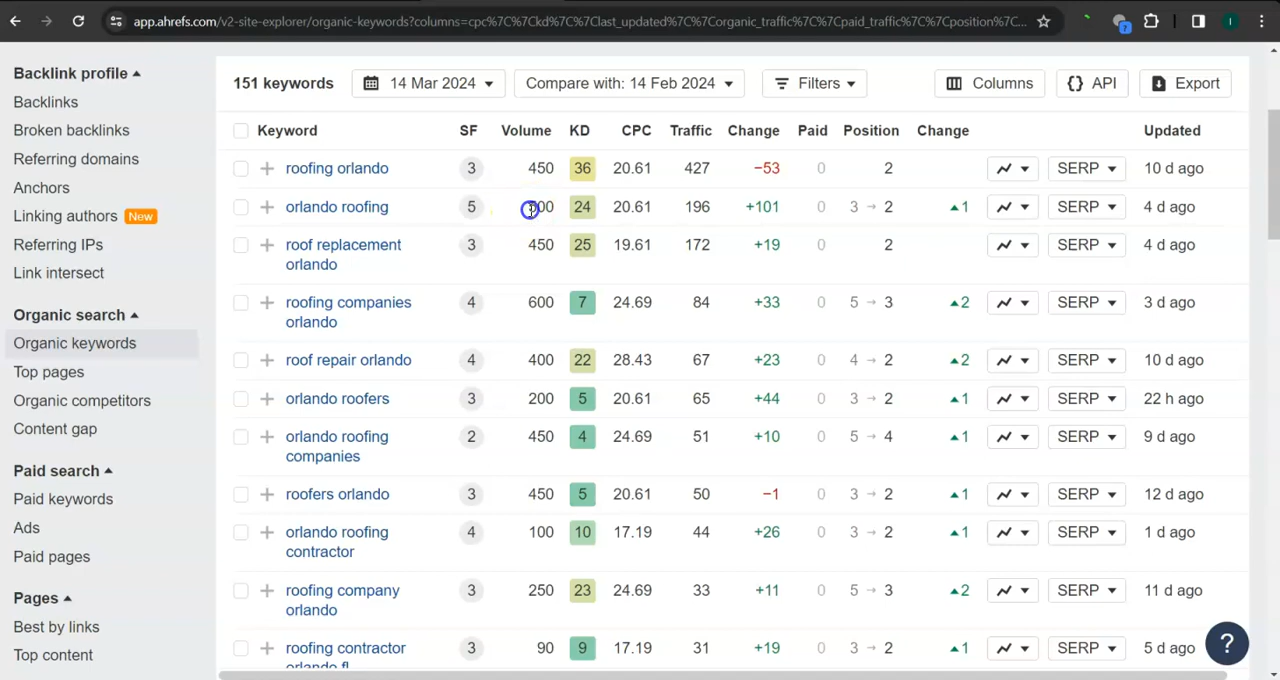 app.ahrefs.com/v2-site-explorer/organic-keywords?columns=cpc%7C%7Ckd%7C%7Clast_updated%7C%7Corganic_traffic%7C%7Cpaid_traffic%7C%7Cposition%7C...
7
I
Backlink profile
Backlinks
Broken backlinks
Referring domains
Anchors
Linking authors New
Referring IPs
Link intersect
Organic search
Organic keywords
Top pages
Organic competitors
Content gap
Paid search
Paid keywords
Ads
Paid pages
Pages
Best by links
Top content
151 keywords 14 Mar 2024 Compare with: 14 Feb 2024 Filters Columns {} API Export
Keyword SF Volume KD CPC Traffic Change Paid Position Change Updated
roofing orlando 3 450 36 20.61 427 −53 0 2 SERP 10 d ago
orlando roofing 5 24 20.61 196 +101 0 3 → 2 ▲1 SERP 4 d ago
roof replacement 3 450 25 19.61 172 +19 0 2 SERP 4 d ago
orlando
roofing companies 4 600 7 24.69 84 +33 0 5 → 3 ▲2 SERP 3 d ago
orlando
roof repair orlando 4 400 22 28.43 67 +23 0 4 → 2 ▲2 SERP 10 d ago
orlando roofers 3 200 5 20.61 65 +44 0 3 → 2 ▲1 SERP 22 h ago
orlando roofing 2 450 4 24.69 51 +10 0 5 → 4 ▲1 SERP 9 d ago
companies
roofers orlando 3 450 5 20.61 50 −1 0 3 → 2 ▲1 SERP 12 d ago
orlando roofing 4 100 10 17.19 44 +26 0 3 → 2 ▲1 SERP 1 d ago
contractor
roofing company 3 250 23 24.69 33 +11 0 5 → 3 ▲2 SERP 11 d ago
orlando
roofing contractor 3 90 9 17.19 31 +19 0 3 → 2 ▲1 SERP 5 d ago
orlando fl
?